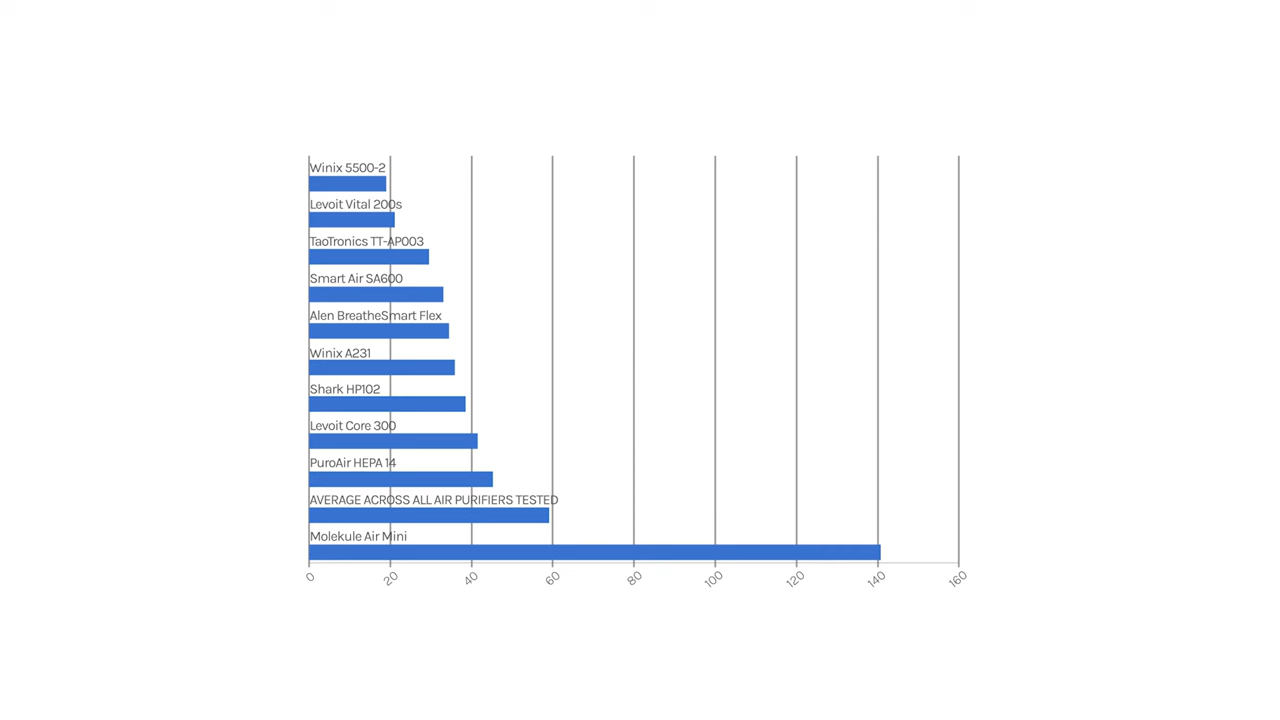 Winix 5500-2
Levoit Vital 200s
TaoTronics TT-AP003
Smart Air SA600
Alen BreatheSmart Flex
Winix A231
Shark HP102
Levoit Core 300
PuroAir HEPA 14
AVERAGE ACROSS ALL AIR PURIFIERS TESTED
Molekule Air Mini
0 20 40 60 80 100 120 140 160